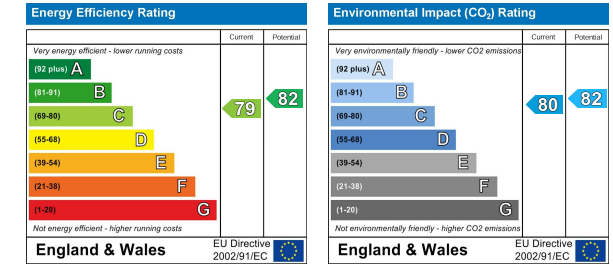 Energy Efficiency Rating
Current Potential
Very energy efficient - lower running costs
(92 plus) A
(81-91) B
(69-80) C
(55-68) D
(39-54) E
(21-38) F
(1-20) G
79
82
Not energy efficient - higher running costs
England & Wales
EU Directive
2002/91/EC
Environmental Impact (CO₂) Rating
Current Potential
Very environmentally friendly - lower CO2 emissions
(92 plus) A
(81-91) B
(69-80) C
(55-68) D
(39-54) E
(21-38) F
(1-20) G
80
82
Not environmentally friendly - higher CO2 emissions
England & Wales
EU Directive
2002/91/EC